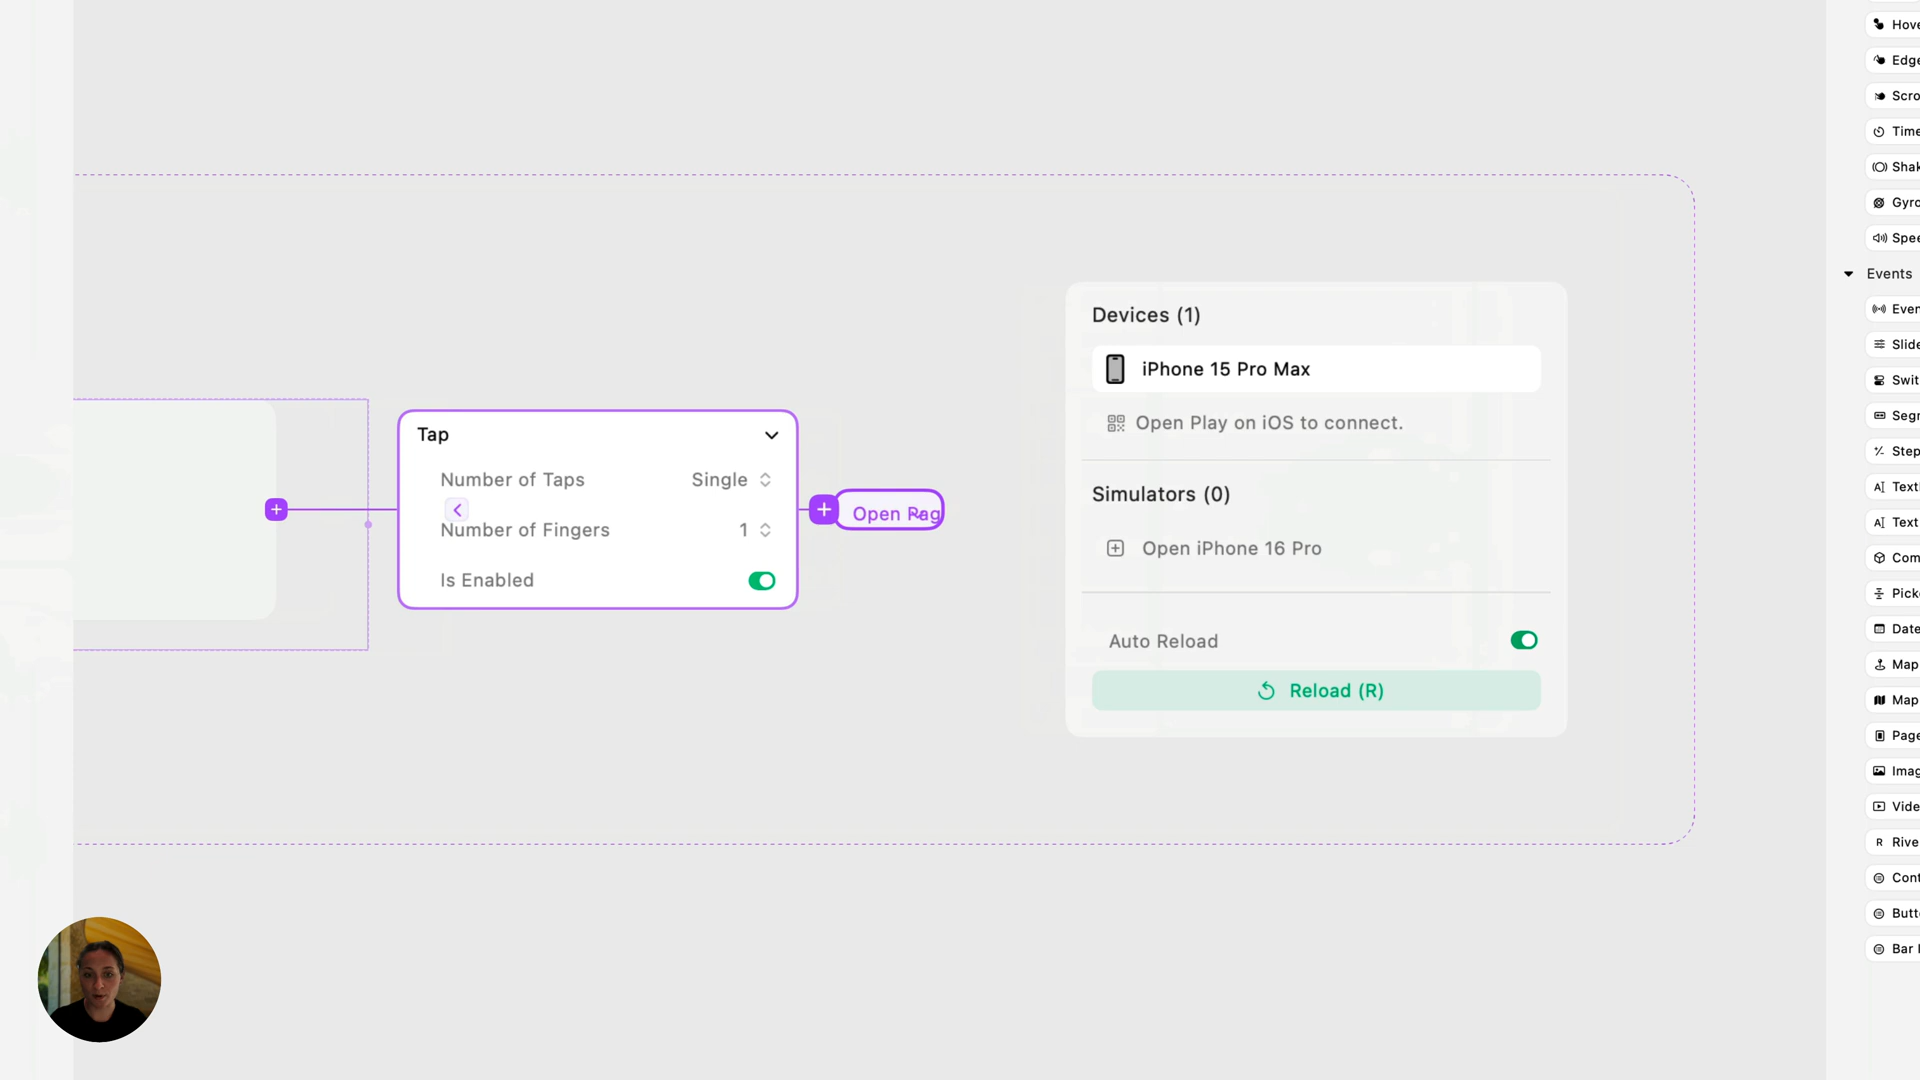 Tap
Number of Taps Single
Number of Fingers 1
Is Enabled
Open Pag
Devices (1)
iPhone 15 Pro Max
Open Play on iOS to connect.
Simulators (0)
Open iPhone 16 Pro
Auto Reload
Reload (R)
Hove
Edge
Scro
Time
Shak
Gyro
Spee
Events
Even
Slide
Swit
Segr
Step
Text
Text
Com
Pick
Date
Map
Map
Page
Imag
Vide
R Rive
Cont
Butt
Bar